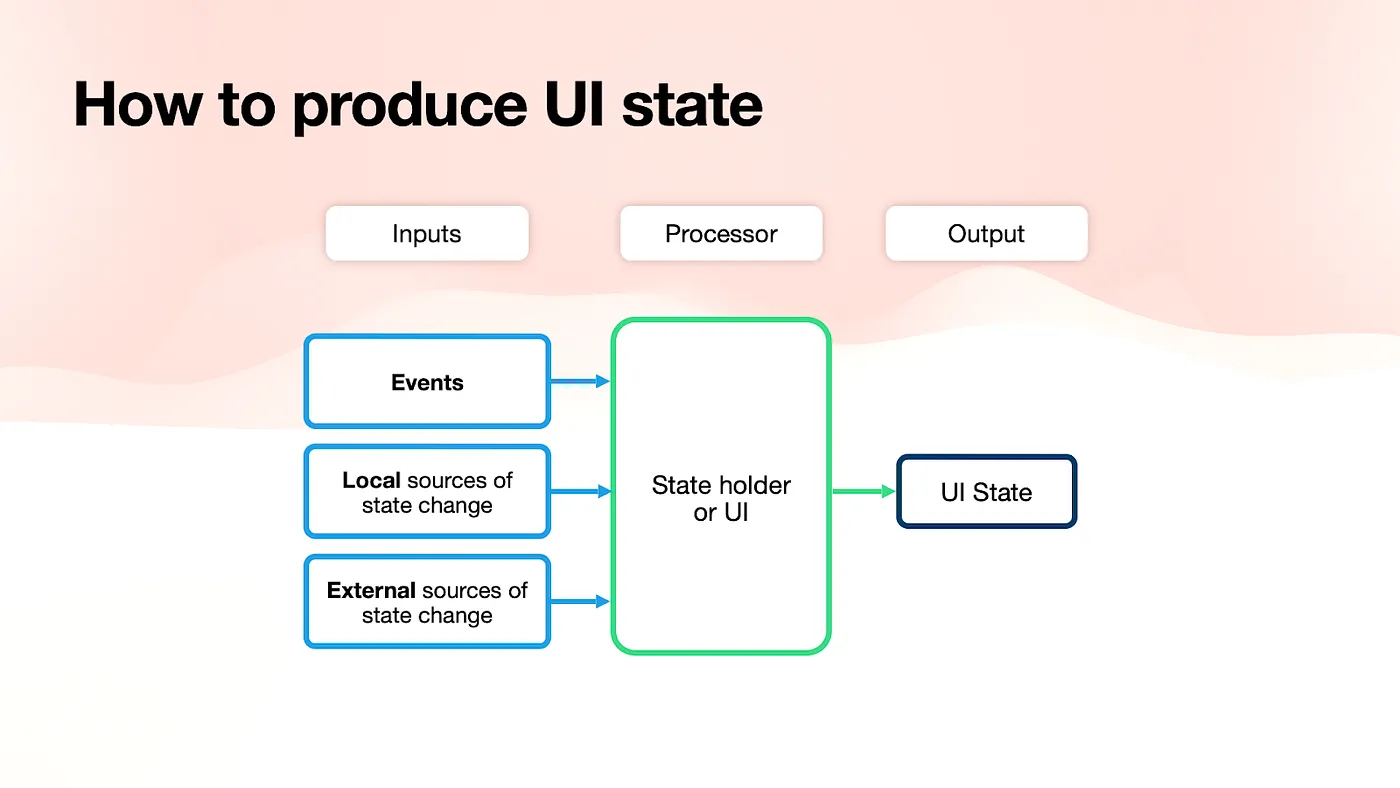 How to produce UI state
Inputs
Processor
Output
Events
Local sources of
state change
External sources of
state change
State holder
or UI
UI State